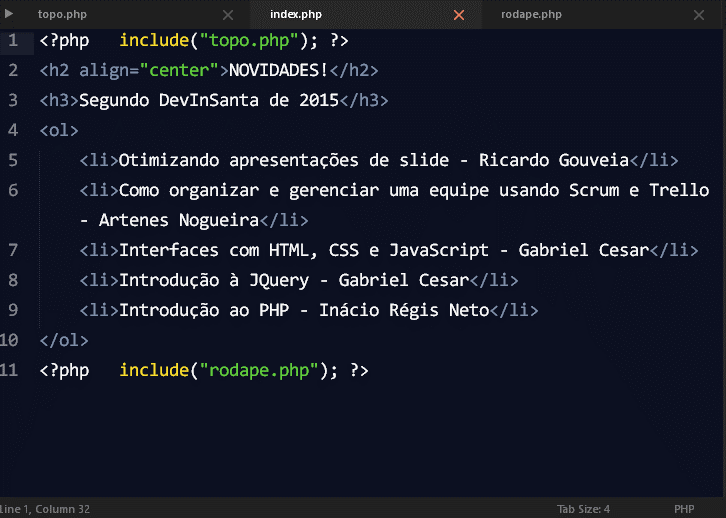 topo.php index.php rodape.php
1 <?php   include("topo.php"); ?>
2 <h2 align="center">NOVIDADES!</h2>
3 <h3>Segundo DevInSanta de 2015</h3>
4 <ol>
5     <li>Otimizando apresentações de slide - Ricardo Gouveia</li>
6     <li>Como organizar e gerenciar uma equipe usando Scrum e Trello
    - Artenes Nogueira</li>
7     <li>Interfaces com HTML, CSS e JavaScript - Gabriel Cesar</li>
8     <li>Introdução à JQuery - Gabriel Cesar</li>
9     <li>Introdução ao PHP - Inácio Régis Neto</li>
10 </ol>
11 <?php   include("rodape.php"); ?>
Line 1, Column 32 Tab Size: 4 PHP